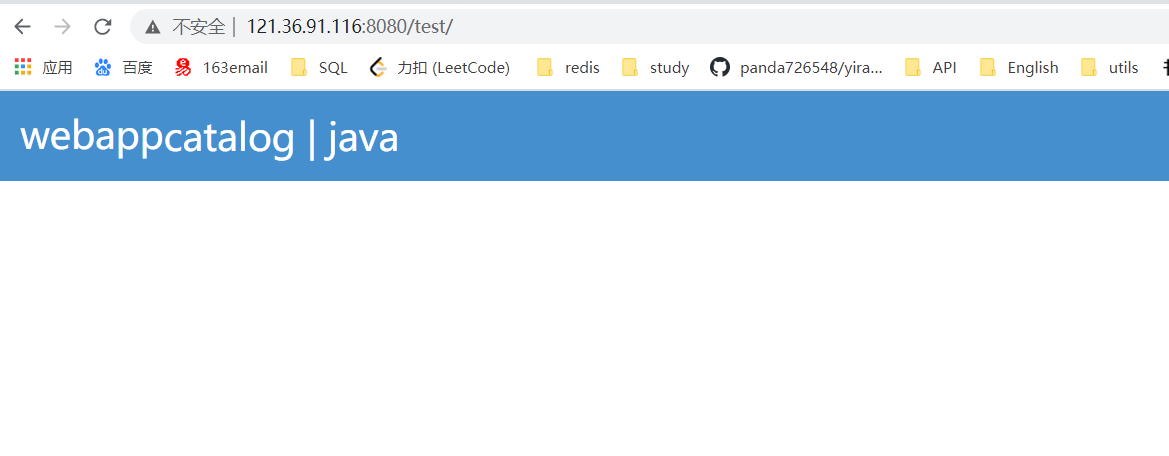 不安全 | 121.36.91.116:8080/test/
应用 百度 163email SQL 力扣 (LeetCode) redis study panda726548/yira... API English utils
webappcatalog | java